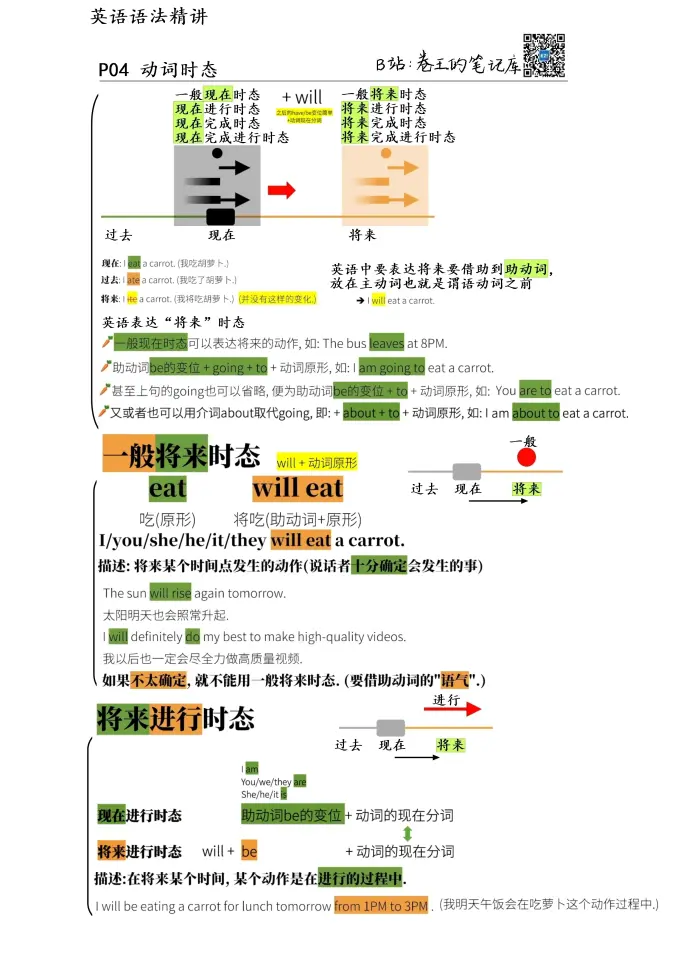 英语语法精讲
P04 动词时态
B站:卷王的笔记库
一般现在时态
现在进行时态
现在完成时态
现在完成进行时态
+ will
之后的have/be变位简单
+动词现在分词
一般将来时态
将来进行时态
将来完成时态
将来完成进行时态
过去 现在 将来
现在: I eat a carrot. (我吃胡萝卜.)
过去: I ate a carrot. (我吃了胡萝卜.)
将来: I ite a carrot. (我将吃胡萝卜.) (并没有这样的变化.)
英语中要表达将来要借助到助动词,
放在主动词也就是谓语动词之前
➔ I will eat a carrot.
英语表达“将来”时态
一般现在时态可以表达将来的动作, 如: The bus leaves at 8PM.
助动词be的变位 + going + to + 动词原形, 如: I am going to eat a carrot.
甚至上句的going也可以省略, 便为助动词be的变位 + to + 动词原形, 如: You are to eat a carrot.
又或者也可以用介词about取代going, 即: + about + to + 动词原形, 如: I am about to eat a carrot.
一般将来时态 will + 动词原形
一般
过去 现在 将来
eat will eat
吃(原形) 将吃(助动词+原形)
I/you/she/he/it/they will eat a carrot.
描述: 将来某个时间点发生的动作(说话者十分确定会发生的事)
The sun will rise again tomorrow.
太阳明天也会照常升起.
I will definitely do my best to make high-quality videos.
我以后也一定会尽全力做高质量视频.
如果不太确定, 就不能用一般将来时态. (要借助动词的"语气".)
将来进行时态
进行
过去 现在 将来
I am
You/we/they are
She/he/it is
现在进行时态 助动词be的变位 + 动词的现在分词
将来进行时态 will + be + 动词的现在分词
描述:在将来某个时间, 某个动作是在进行的过程中.
I will be eating a carrot for lunch tomorrow from 1PM to 3PM . (我明天午饭会在吃萝卜这个动作过程中.)